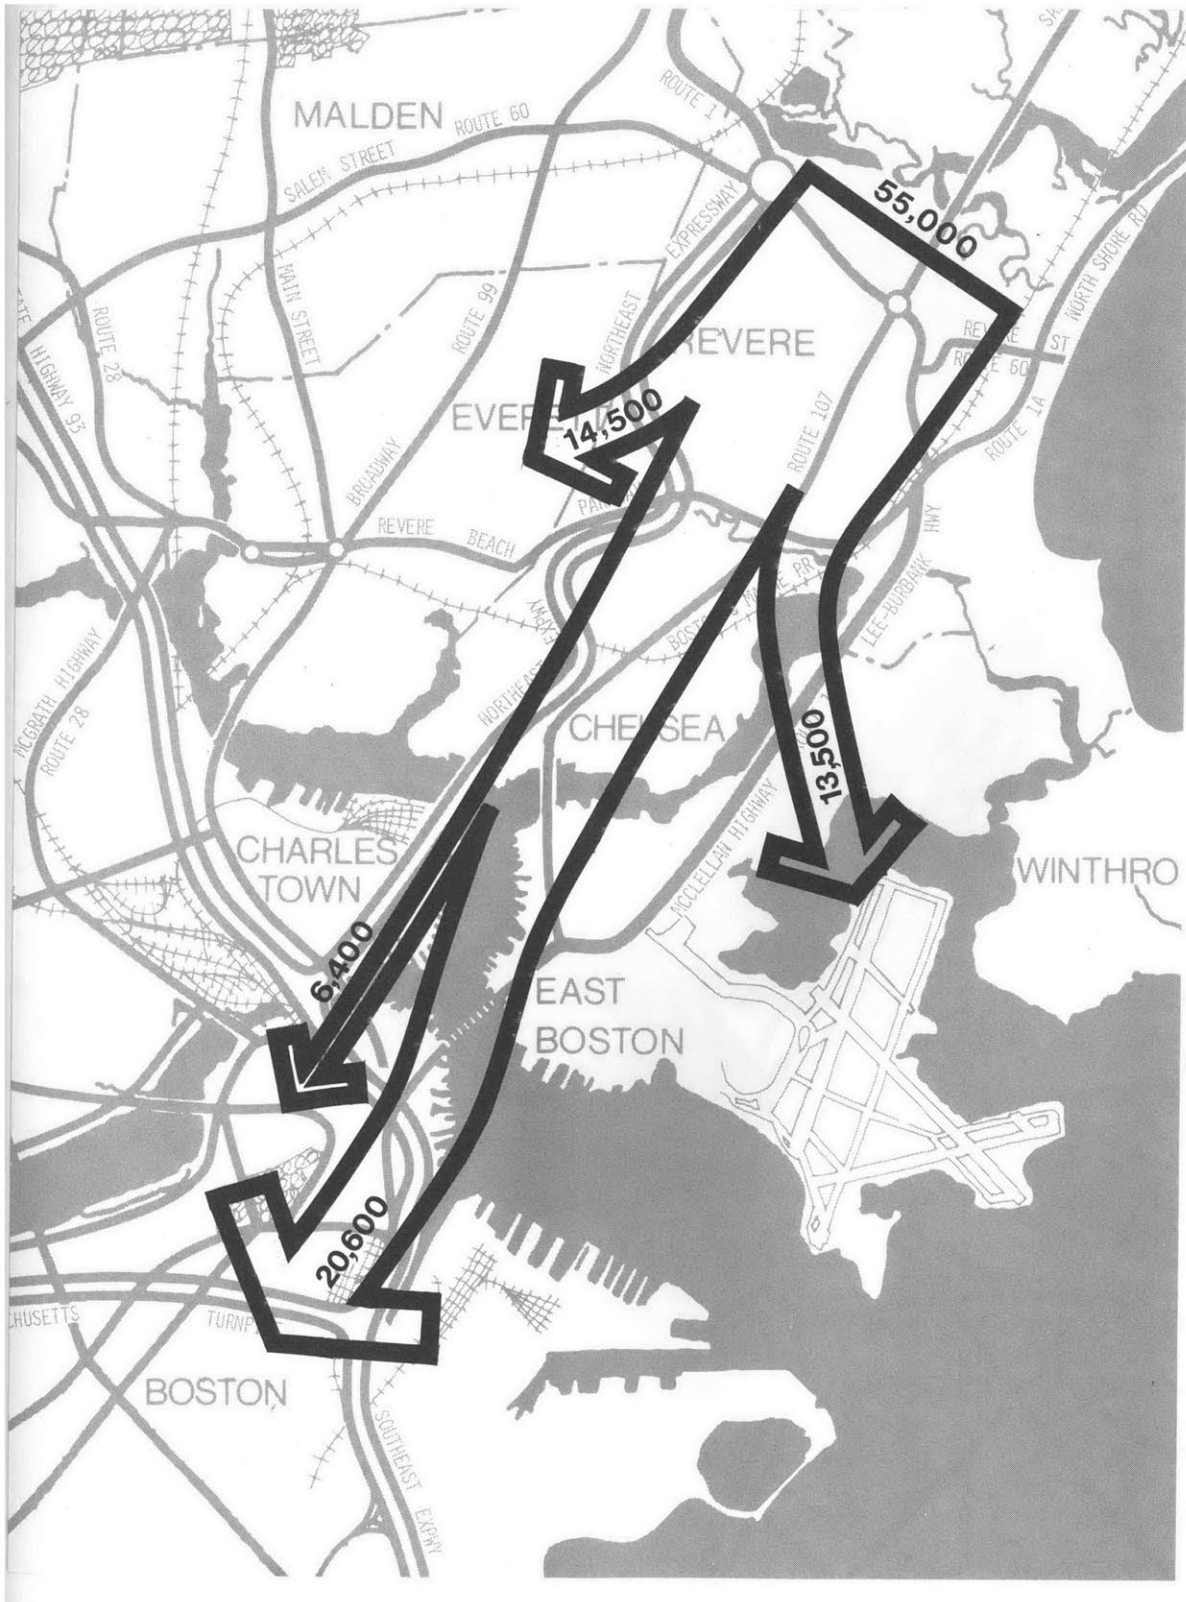 SA
ROUTE 1
MALDEN
ROUTE 60
SALEM STREET
55,000
EXPRESSWAY
NORTH SHORE RD
MAIN STREET
ROUTE 99
NORTHEAST
ROUTE 28
HIGHWAY 93
REVERE
REVERE ST
ROUTE 60
ROUTE 1A
14,500
ROUTE 107
BROADWAY
REVERE
BEACH
HWY
LEE-BURBANK
EXPWY
NORTHEAST
MCGRATH HIGHWAY
ROUTE 28
CHELSEA
13,500
MCCLELLAN HIGHWAY
CHARLES
TOWN
WINTHRO
6,400
EAST
BOSTON
20,600
CHUSETTS
TURNP
BOSTON
SOUTHEAST EXPWY